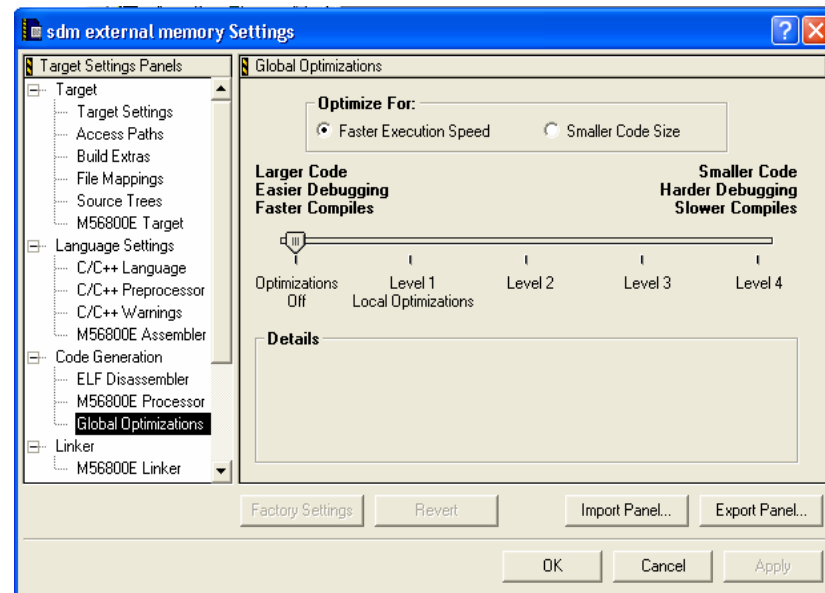 sdm external memory Settings
Target Settings Panels
Target
Target Settings
Access Paths
Build Extras
File Mappings
Source Trees
M56800E Target
Language Settings
C/C++ Language
C/C++ Preprocessor
C/C++ Warnings
M56800E Assembler
Code Generation
ELF Disassembler
M56800E Processor
Global Optimizations
Linker
M56800E Linker
Global Optimizations
Optimize For:
Faster Execution Speed
Smaller Code Size
Larger Code
Easier Debugging
Faster Compiles
Smaller Code
Harder Debugging
Slower Compiles
Optimizations Off
Level 1
Local Optimizations
Level 2
Level 3
Level 4
Details
Factory Settings
Revert
Import Panel...
Export Panel...
OK
Cancel
Apply